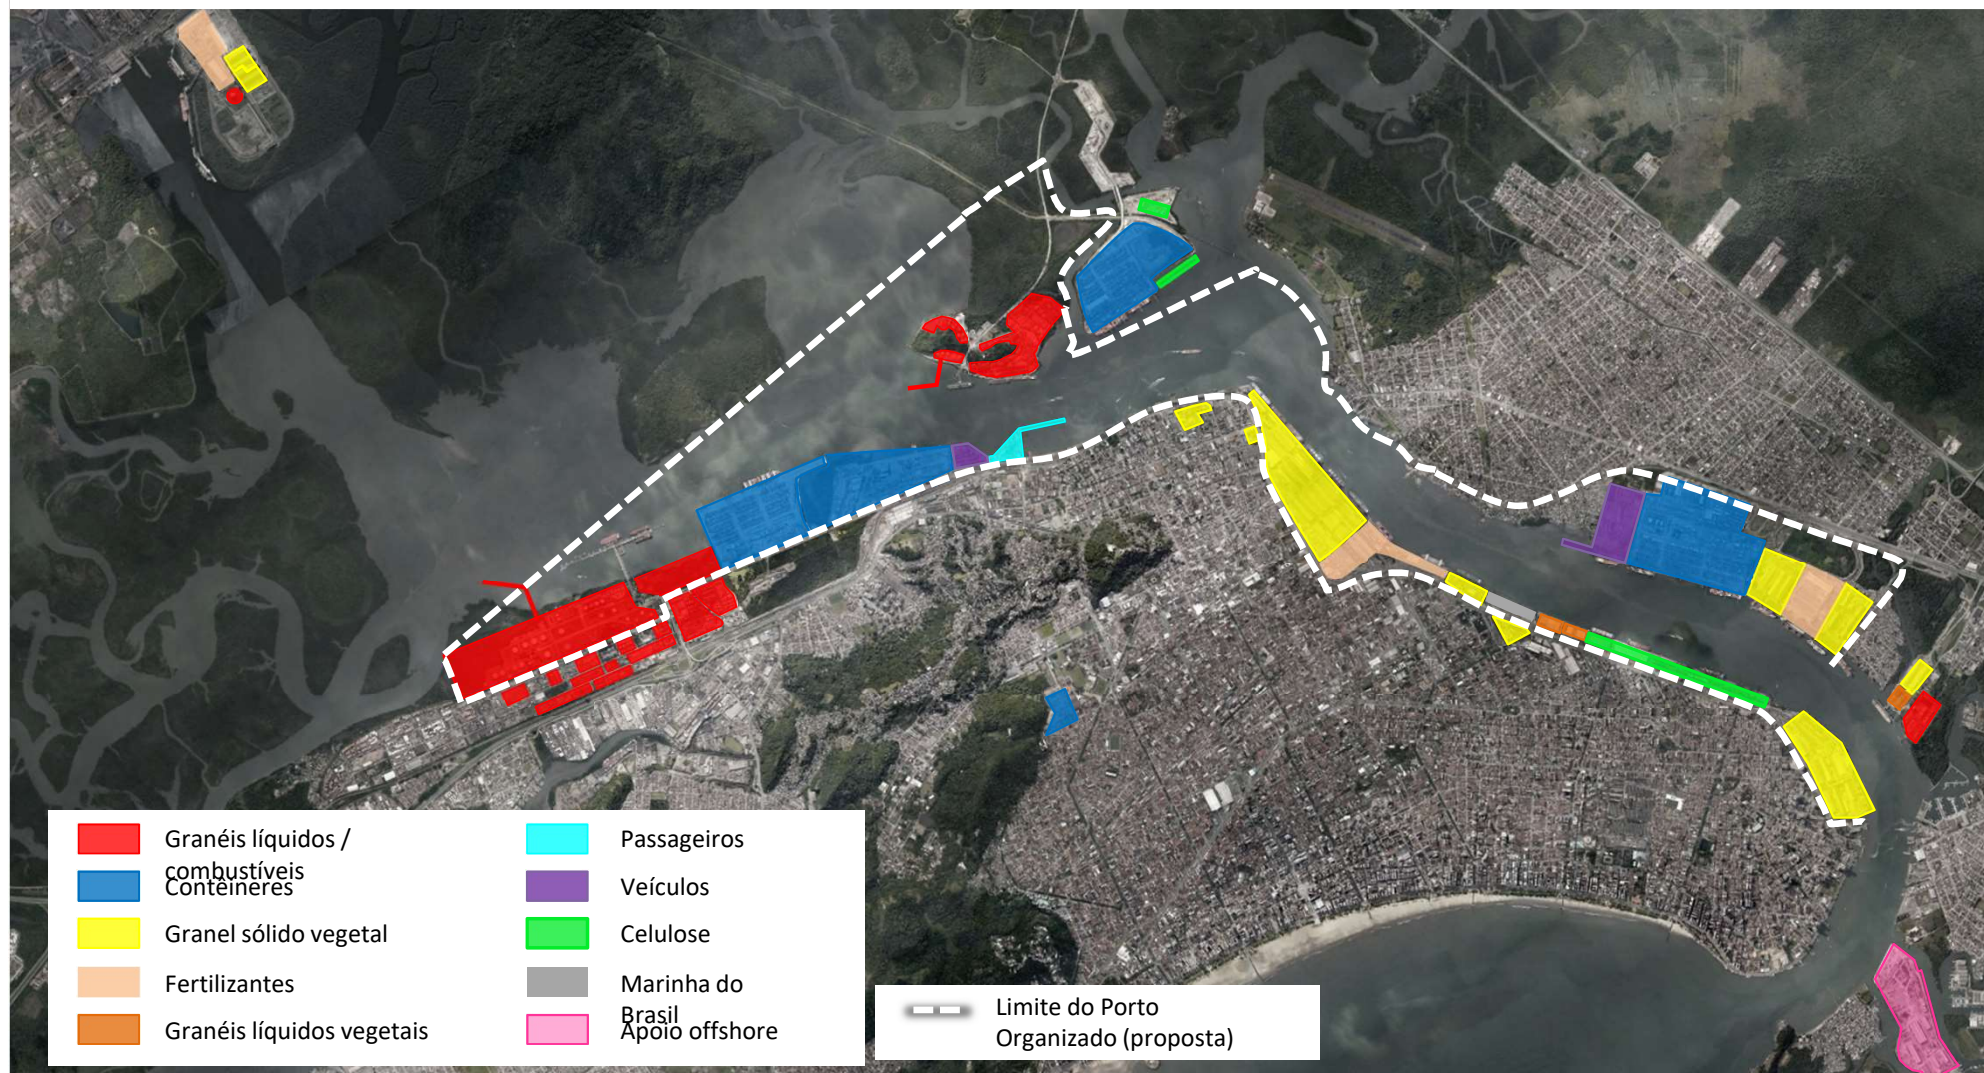 Granéis líquidos /
combustíveis
Contêineres
Granel sólido vegetal
Fertilizantes
Granéis líquidos vegetais
Passageiros
Veículos
Celulose
Marinha do
Brasil
Apoio offshore
Limite do Porto
Organizado (proposta)